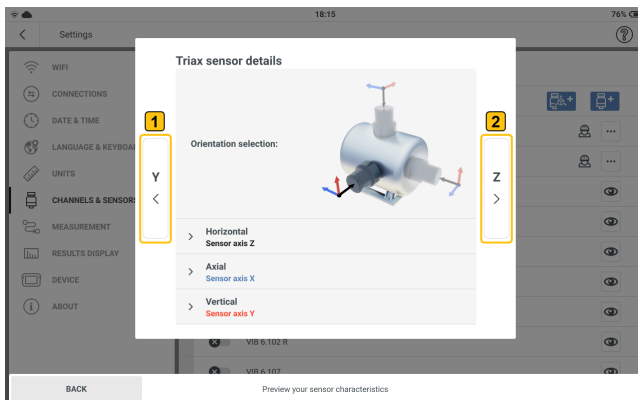 18:15
76%
Settings
?
WIFI
CONNECTIONS
DATE & TIME
LANGUAGE & KEYBOA
UNITS
CHANNELS & SENSORS
MEASUREMENT
RESULTS DISPLAY
DEVICE
i
ABOUT
Triax sensor details
1
2
Orientation selection:
Y
Z
Horizontal
Sensor axis Z
Axial
Sensor axis X
Vertical
Sensor axis Y
VIB 6.102 R
VIB 6.107
BACK
Preview your sensor characteristics